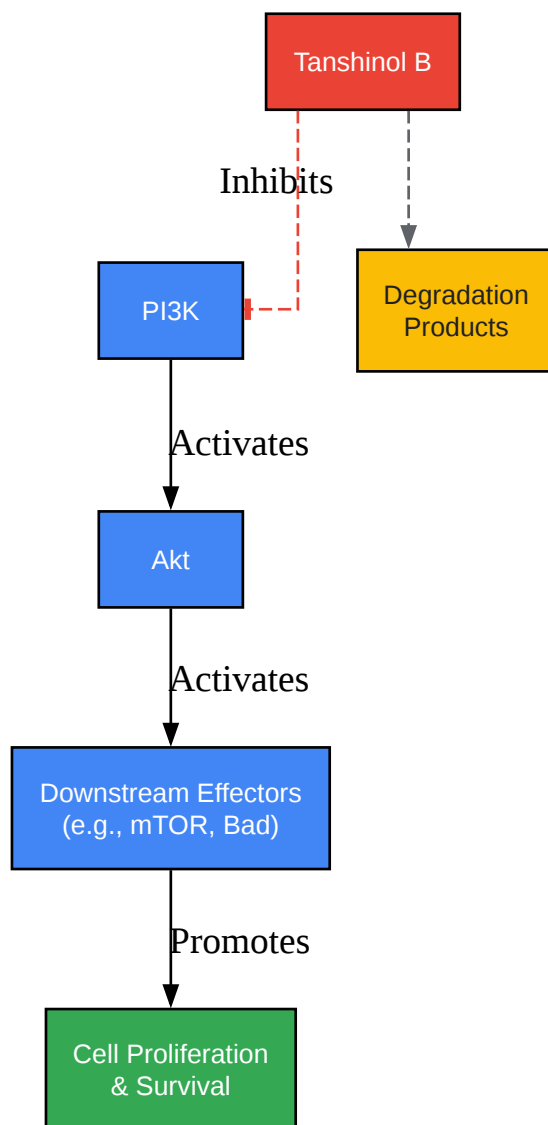 Tanshinol B
Inhibits
PI3K
Degradation
Products
Activates
Akt
Activates
Downstream Effectors
(e.g., mTOR, Bad)
Promotes
Cell Proliferation
& Survival